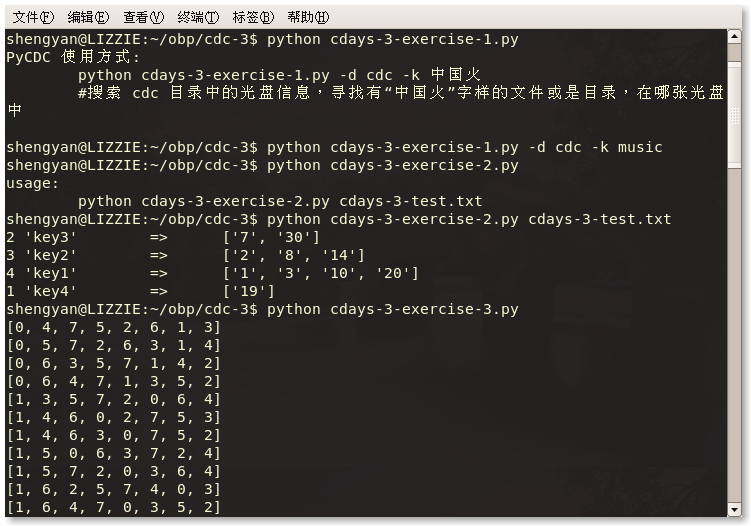 文件(F) 编辑(E) 查看(V) 终端(T) 标签(B) 帮助(H)
shengyan@LIZZIE:~/obp/cdc-3$ python cdays-3-exercise-1.py
PyCDC 使用方式:
        python cdays-3-exercise-1.py -d cdc -k 中国火
        #搜索 cdc 目录中的光盘信息，寻找有“中国火”字样的文件或是目录，在哪张光盘
中

shengyan@LIZZIE:~/obp/cdc-3$ python cdays-3-exercise-1.py -d cdc -k music
shengyan@LIZZIE:~/obp/cdc-3$ python cdays-3-exercise-2.py
usage:
        python cdays-3-exercise-2.py cdays-3-test.txt
shengyan@LIZZIE:~/obp/cdc-3$ python cdays-3-exercise-2.py cdays-3-test.txt
2 'key3'        =>      ['7', '30']
3 'key2'        =>      ['2', '8', '14']
4 'key1'        =>      ['1', '3', '10', '20']
1 'key4'        =>      ['19']
shengyan@LIZZIE:~/obp/cdc-3$ python cdays-3-exercise-3.py
[0, 4, 7, 5, 2, 6, 1, 3]
[0, 5, 7, 2, 6, 3, 1, 4]
[0, 6, 3, 5, 7, 1, 4, 2]
[0, 6, 4, 7, 1, 3, 5, 2]
[1, 3, 5, 7, 2, 0, 6, 4]
[1, 4, 6, 0, 2, 7, 5, 3]
[1, 4, 6, 3, 0, 7, 5, 2]
[1, 5, 0, 6, 3, 7, 2, 4]
[1, 5, 7, 2, 0, 3, 6, 4]
[1, 6, 2, 5, 7, 4, 0, 3]
[1, 6, 4, 7, 0, 3, 5, 2]